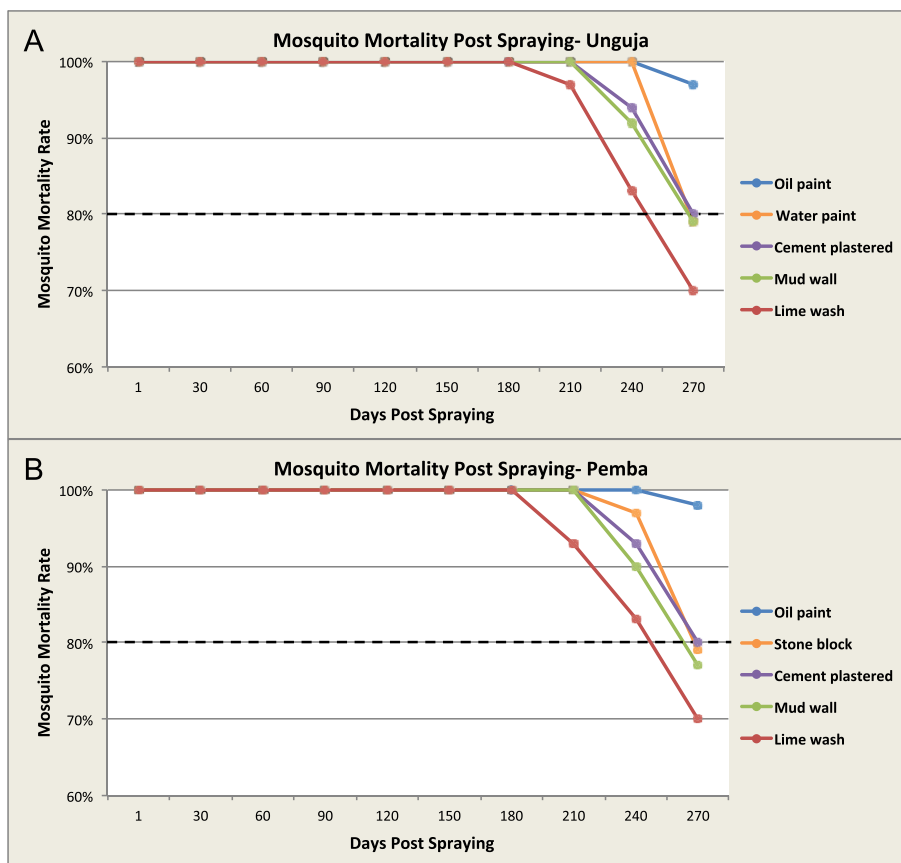 A
Mosquito Mortality Post Spraying- Unguja
Mosquito Mortality Rate
100%
90%
80%
70%
60%
1 30 60 90 120 150 180 210 240 270
Days Post Spraying
Oil paint
Water paint
Cement plastered
Mud wall
Lime wash
B
Mosquito Mortality Post Spraying- Pemba
Mosquito Mortality Rate
100%
90%
80%
70%
60%
1 30 60 90 120 150 180 210 240 270
Days Post Spraying
Oil paint
Stone block
Cement plastered
Mud wall
Lime wash